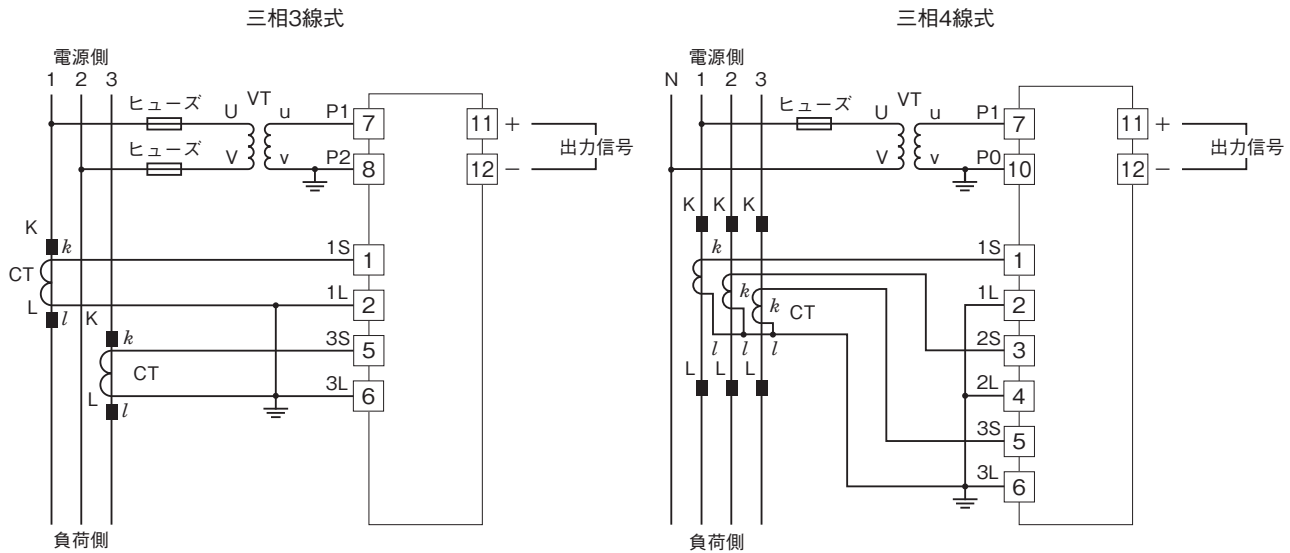 三相3線式
電源側
1 2 3
ヒューズ
U VT u P1 7
ヒューズ
V v P2 8
11 +
出力信号
12 −
K k
1S 1
CT
1L 2
L l
K k
3S 5
CT
3L 6
L l
負荷側
三相4線式
電源側
N 1 2 3
ヒューズ
U VT u P1 7
V v P0 10
11 +
出力信号
12 −
K K K
k
1S 1
k
1L 2
k CT
2S 3
l l l
L L L
2L 4
3S 5
3L 6
負荷側